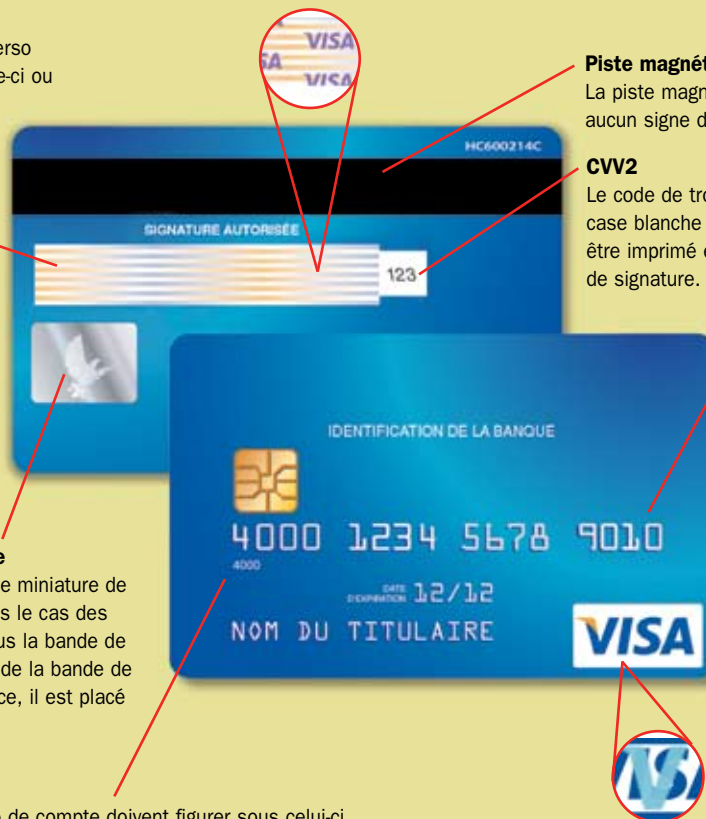 erso
e-ci ou
VISA
SA
VISA
Piste magnét
La piste magn
aucun signe d
CVV2
Le code de tro
case blanche
être imprimé e
de signature.
HC600214C
SIGNATURE AUTORISÉE
123
IDENTIFICATION DE LA BANQUE
4000 1234 5678 9010
4000
DATE
D'EXPIRATION 12/12
NOM DU TITULAIRE
VISA
e
e miniature de
s le cas des
us la bande de
de la bande de
ce, il est placé
VISA
V
de compte doivent figurer sous celui-ci